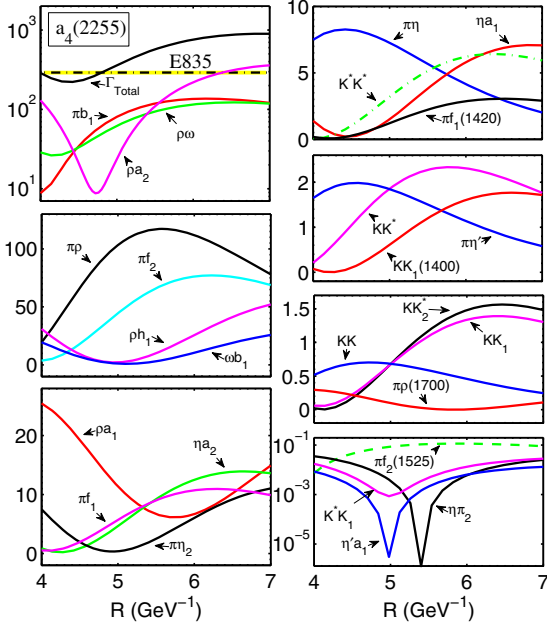 a₄(2255)
E835
Γ_Total
πb₁
ρω
ρa₂
10³
10²
10¹
πρ
πf₂
ρh₁
ωb₁
100
50
0
ρa₁
ηa₂
πf₁
πη₂
20
10
0
4 5 6 7
R (GeV⁻¹)
πη
ηa₁
K*K*
πf₁(1420)
10
5
0
KK*
πη′
KK₁(1400)
2
1
0
KK₂*
KK₁
KK
πρ(1700)
1.5
1
0.5
0
πf₂(1525)
K*K₁
ηπ₂
η′a₁
10⁻¹
10⁻³
10⁻⁵
4 5 6 7
R (GeV⁻¹)